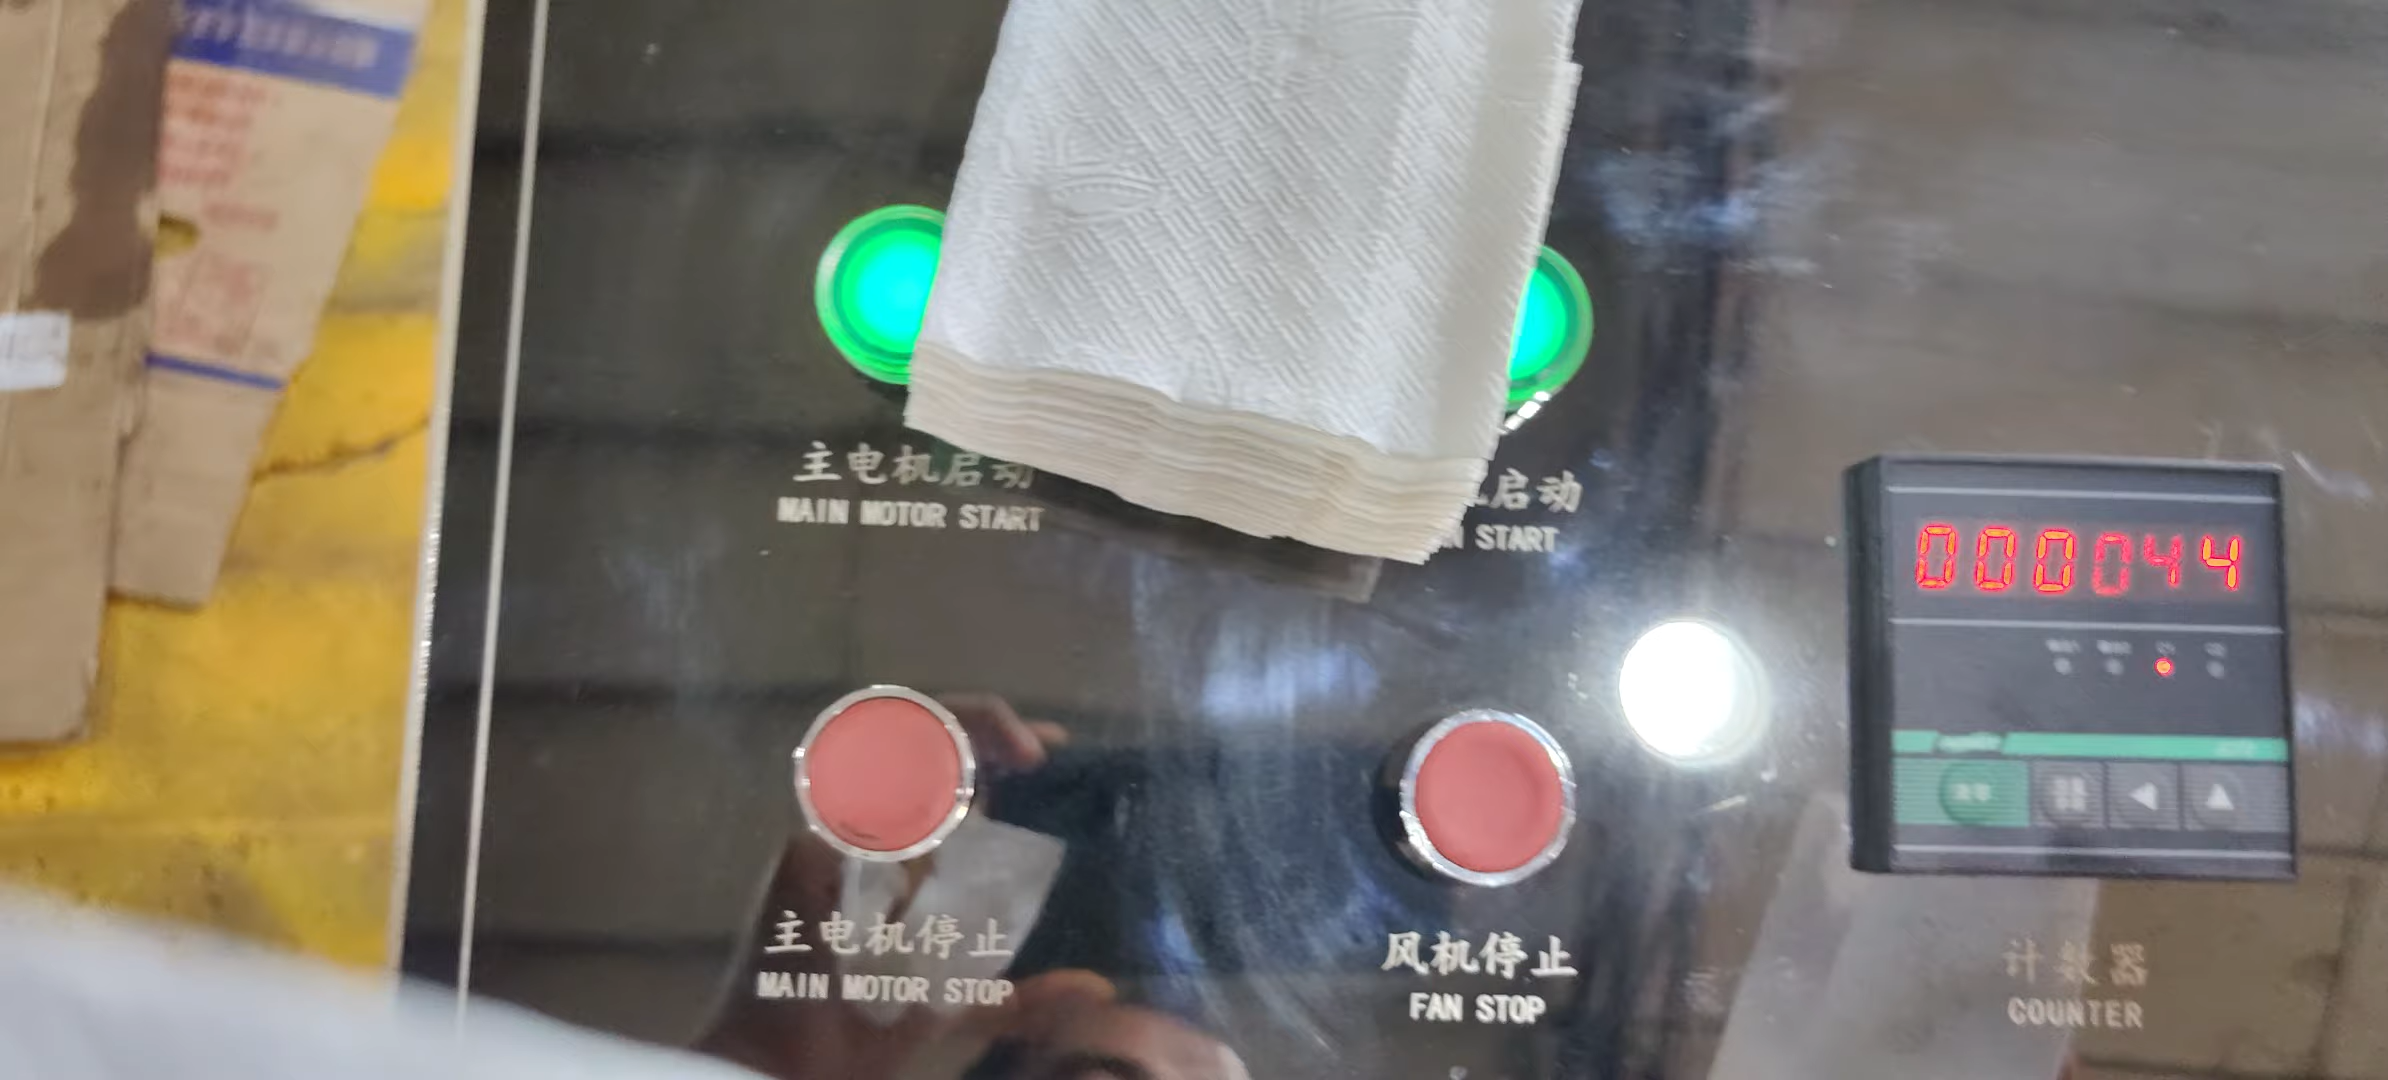 主电机启动
MAIN MOTOR START
启动
START
000044
主电机停止
MAIN MOTOR STOP
风机停止
FAN STOP
计数器
COUNTER